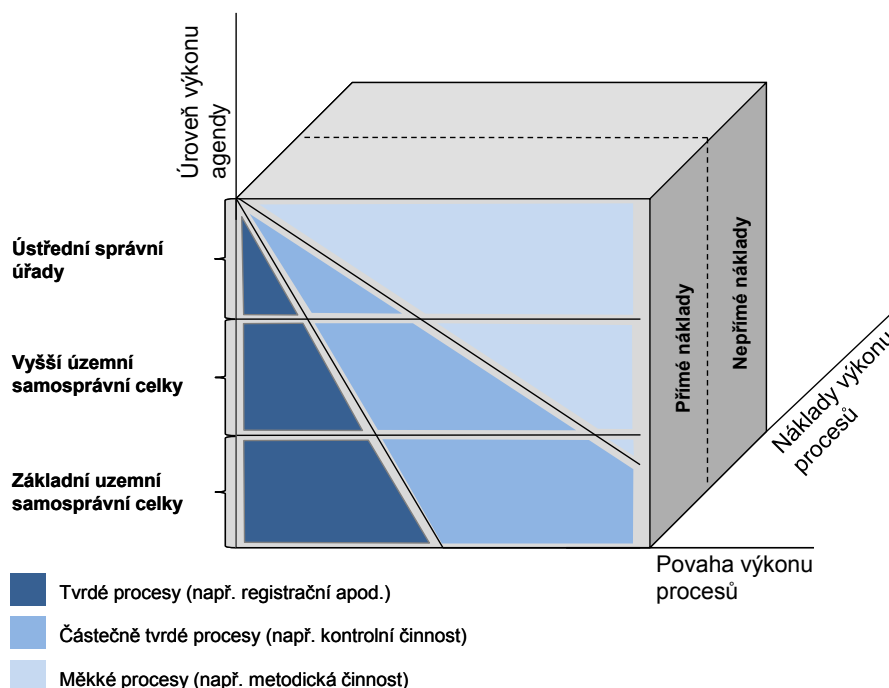 Úroveň výkonu
agendy
Ústřední správní
úřady
Vyšší územní
samosprávní celky
Základní uzemní
samosprávní celky
Přímé náklady
Nepřímé náklady
Náklady výkonu
procesů
Povaha výkonu
procesů
Tvrdé procesy (např. registrační apod.)
Částečně tvrdé procesy (např. kontrolní činnost)
Měkké procesy (např. metodická činnost)